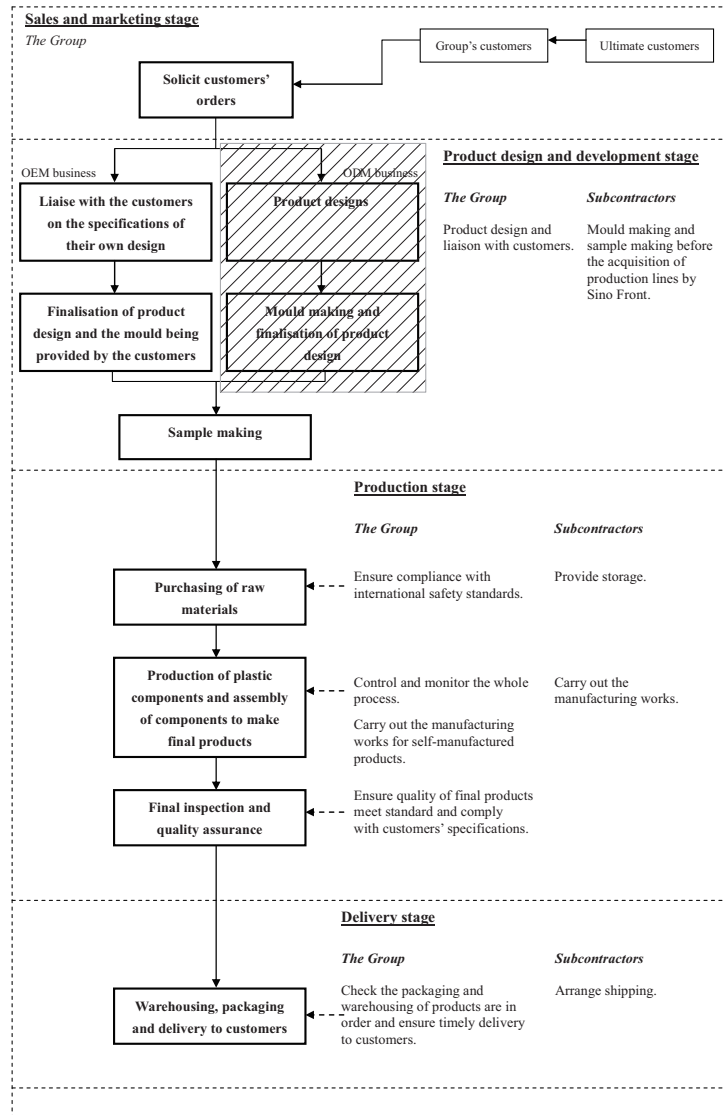 Sales and marketing stage
The Group
Group's customers
Ultimate customers
Solicit customers'
orders
Product design and development stage
OEM business
ODM business
The Group
Subcontractors
Liaise with the customers
on the specifications of
their own design
Product designs
Product design and
liaison with customers.
Mould making and
sample making before
the acquisition of
production lines by
Sino Front.
Finalisation of product
design and the mould being
provided by the customers
Mould making and
finalisation of product
design
Sample making
Production stage
The Group
Subcontractors
Purchasing of raw
materials
Ensure compliance with
international safety standards.
Provide storage.
Production of plastic
components and assembly
of components to make
final products
Control and monitor the whole
process.
Carry out the manufacturing
works for self-manufactured
products.
Carry out the
manufacturing works.
Final inspection and
quality assurance
Ensure quality of final products
meet standard and comply
with customers' specifications.
Delivery stage
The Group
Subcontractors
Warehousing, packaging
and delivery to customers
Check the packaging and
warehousing of products are in
order and ensure timely delivery
to customers.
Arrange shipping.